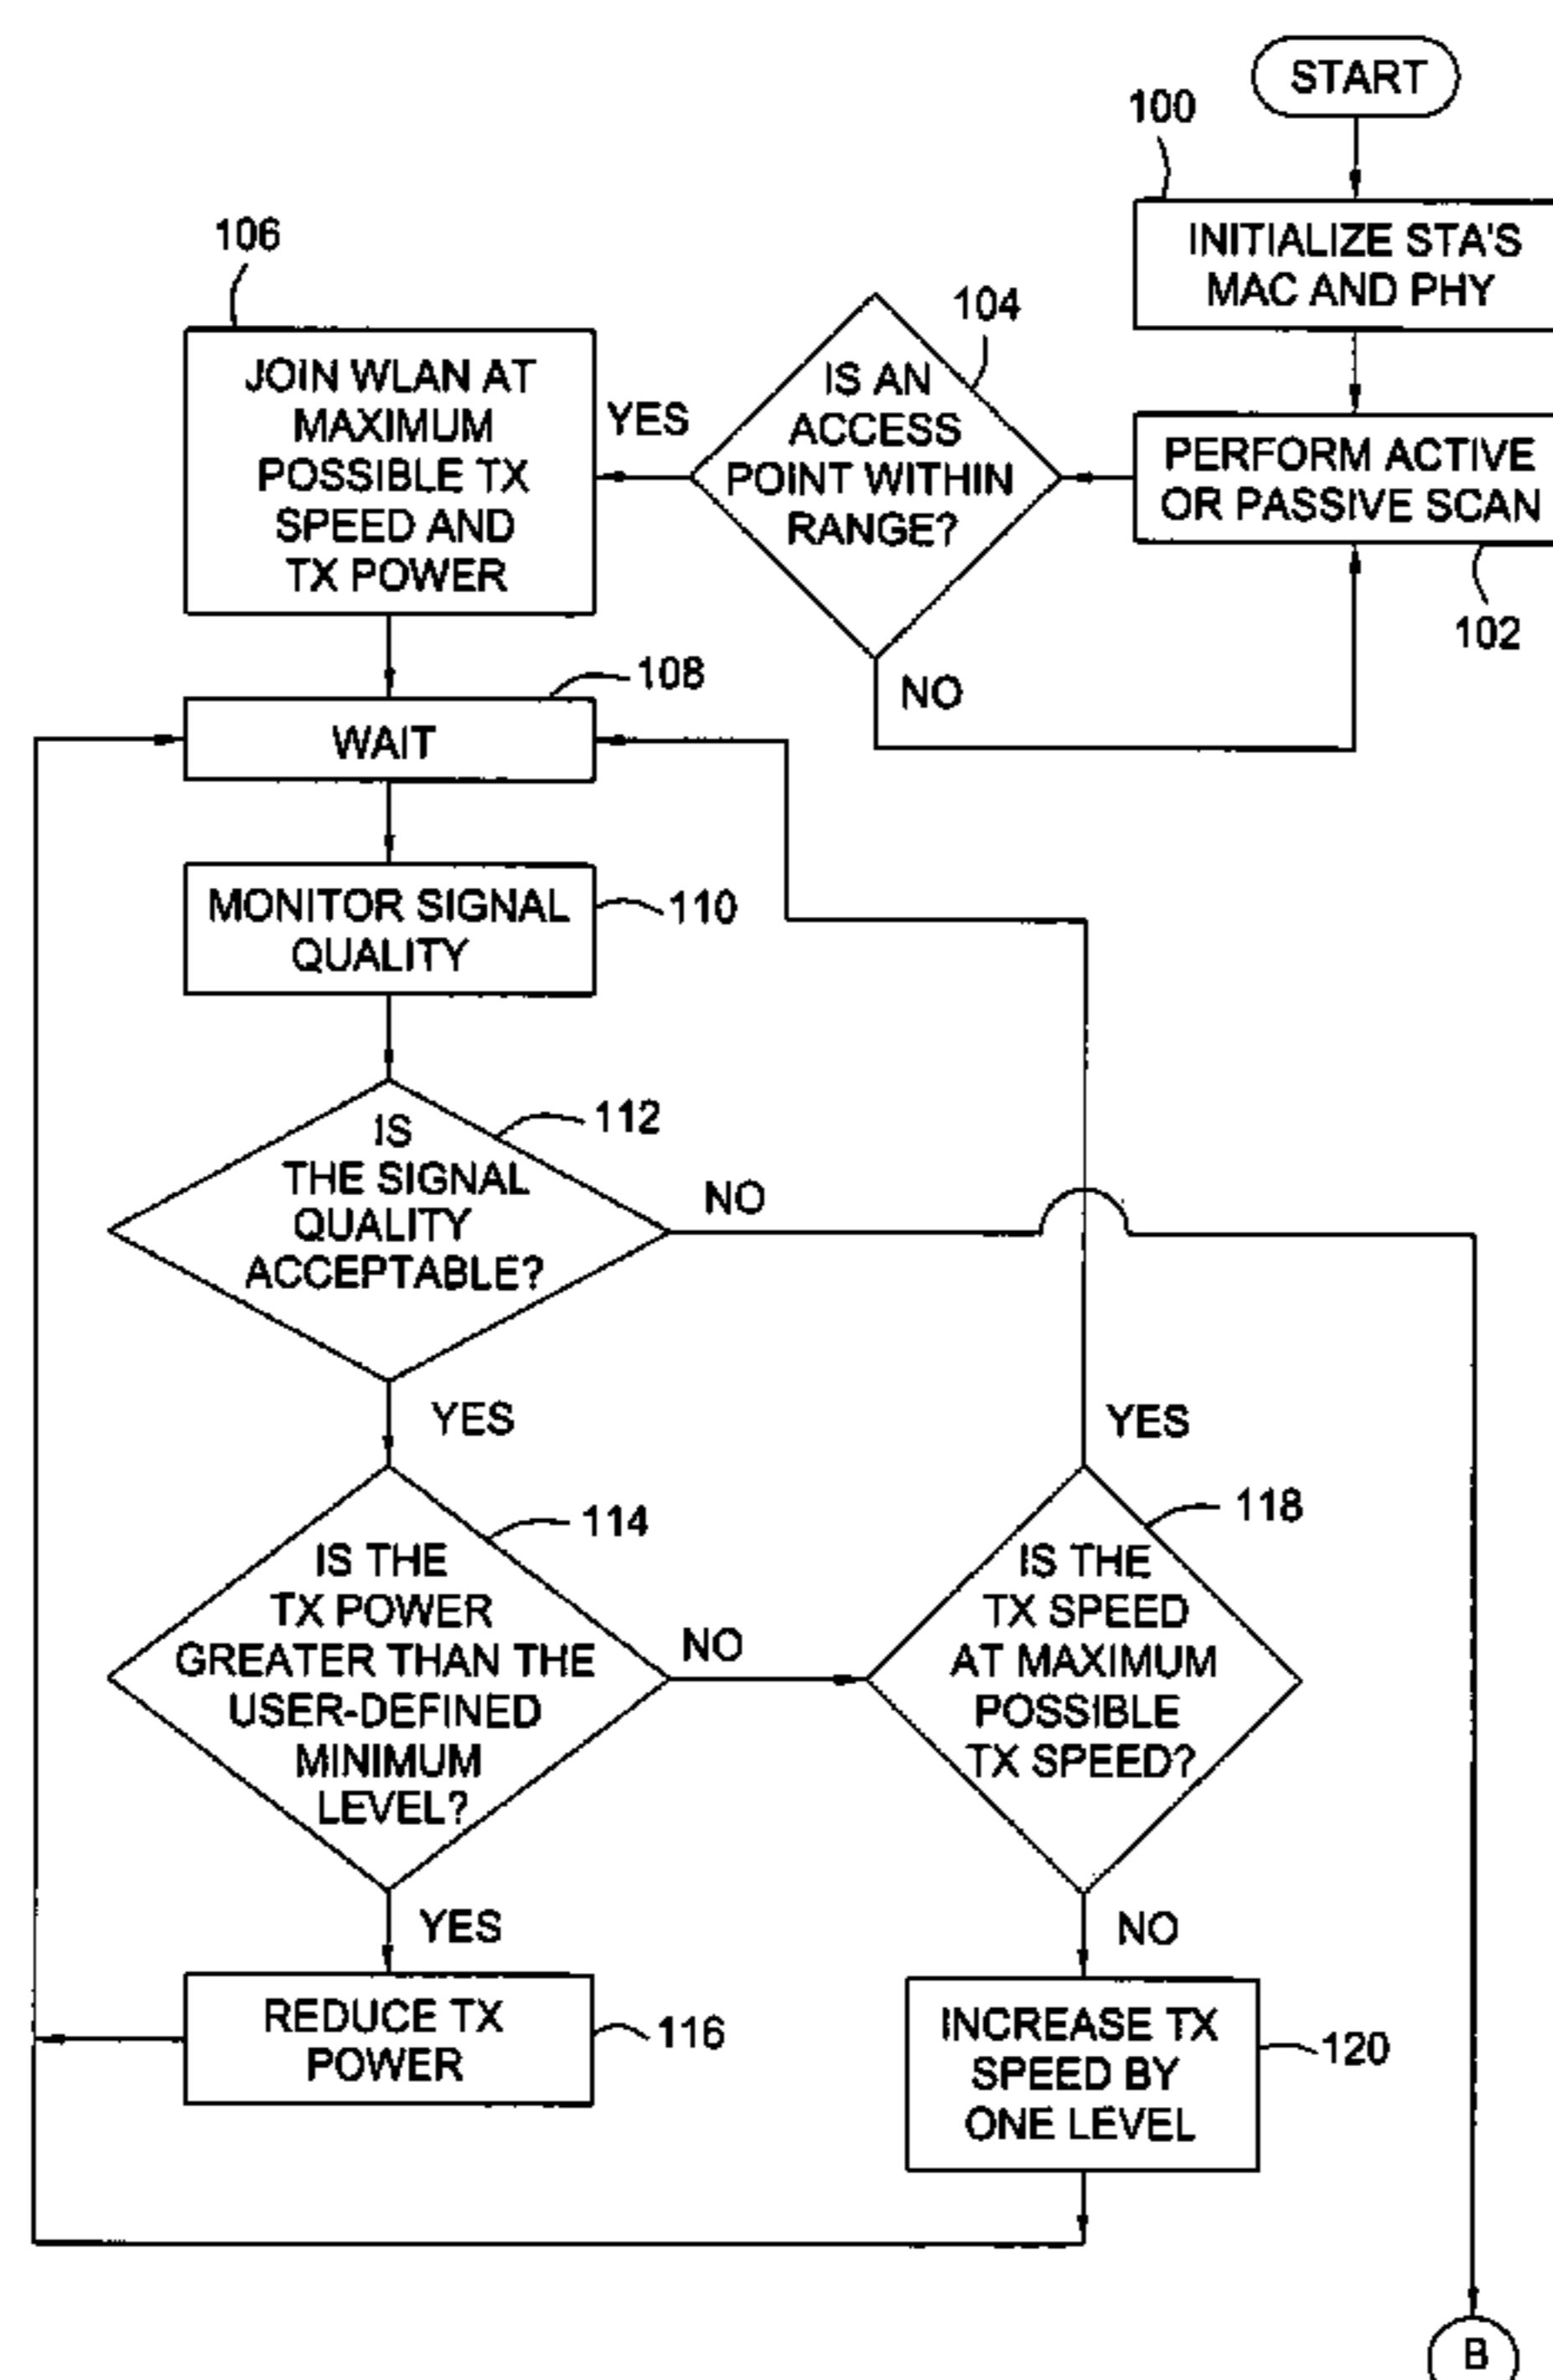 START
100
INITIALIZE STA'S
MAC AND PHY
PERFORM ACTIVE
OR PASSIVE SCAN
102
104
IS AN
ACCESS
POINT WITHIN
RANGE?
YES
NO
106
JOIN WLAN AT
MAXIMUM
POSSIBLE TX
SPEED AND
TX POWER
108
WAIT
MONITOR SIGNAL
QUALITY
110
112
IS
THE SIGNAL
QUALITY
ACCEPTABLE?
NO
YES
114
IS THE
TX POWER
GREATER THAN THE
USER-DEFINED
MINIMUM
LEVEL?
NO
YES
118
IS THE
TX SPEED
AT MAXIMUM
POSSIBLE
TX SPEED?
YES
NO
REDUCE TX
POWER
116
INCREASE TX
SPEED BY
ONE LEVEL
120
B